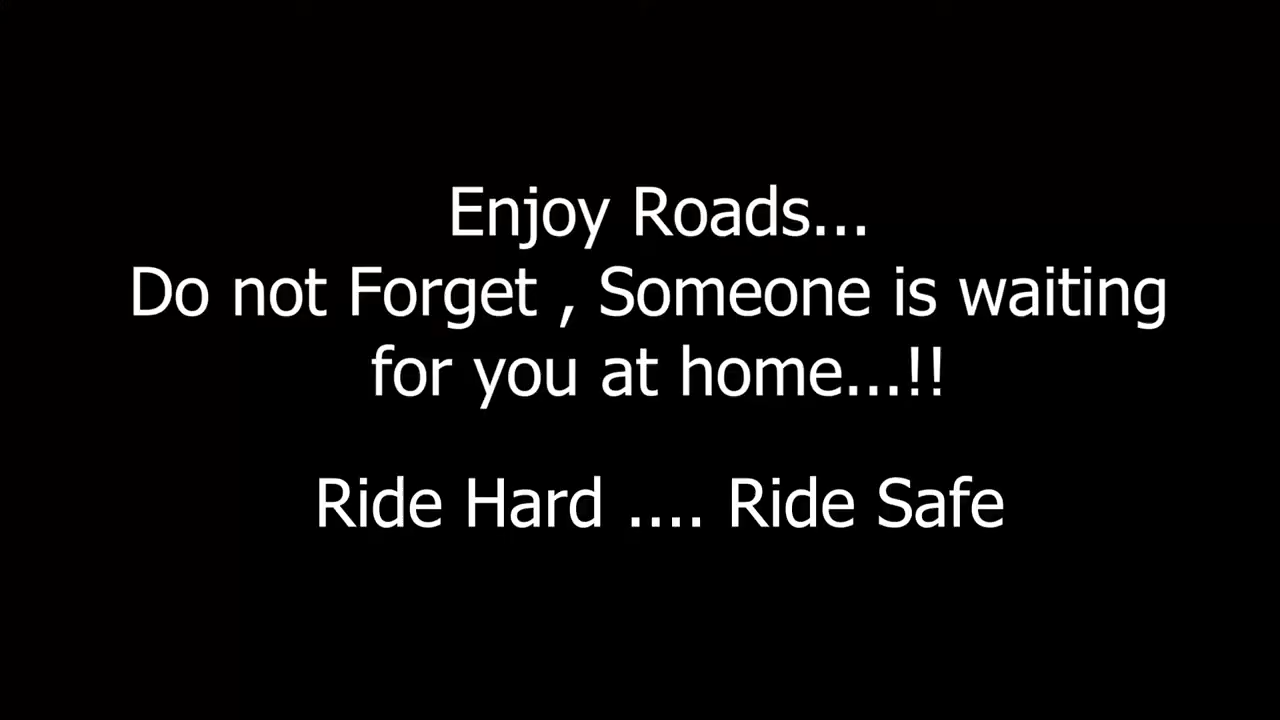 Enjoy Roads...
Do not Forget , Someone is waiting
for you at home...!!
Ride Hard .... Ride Safe